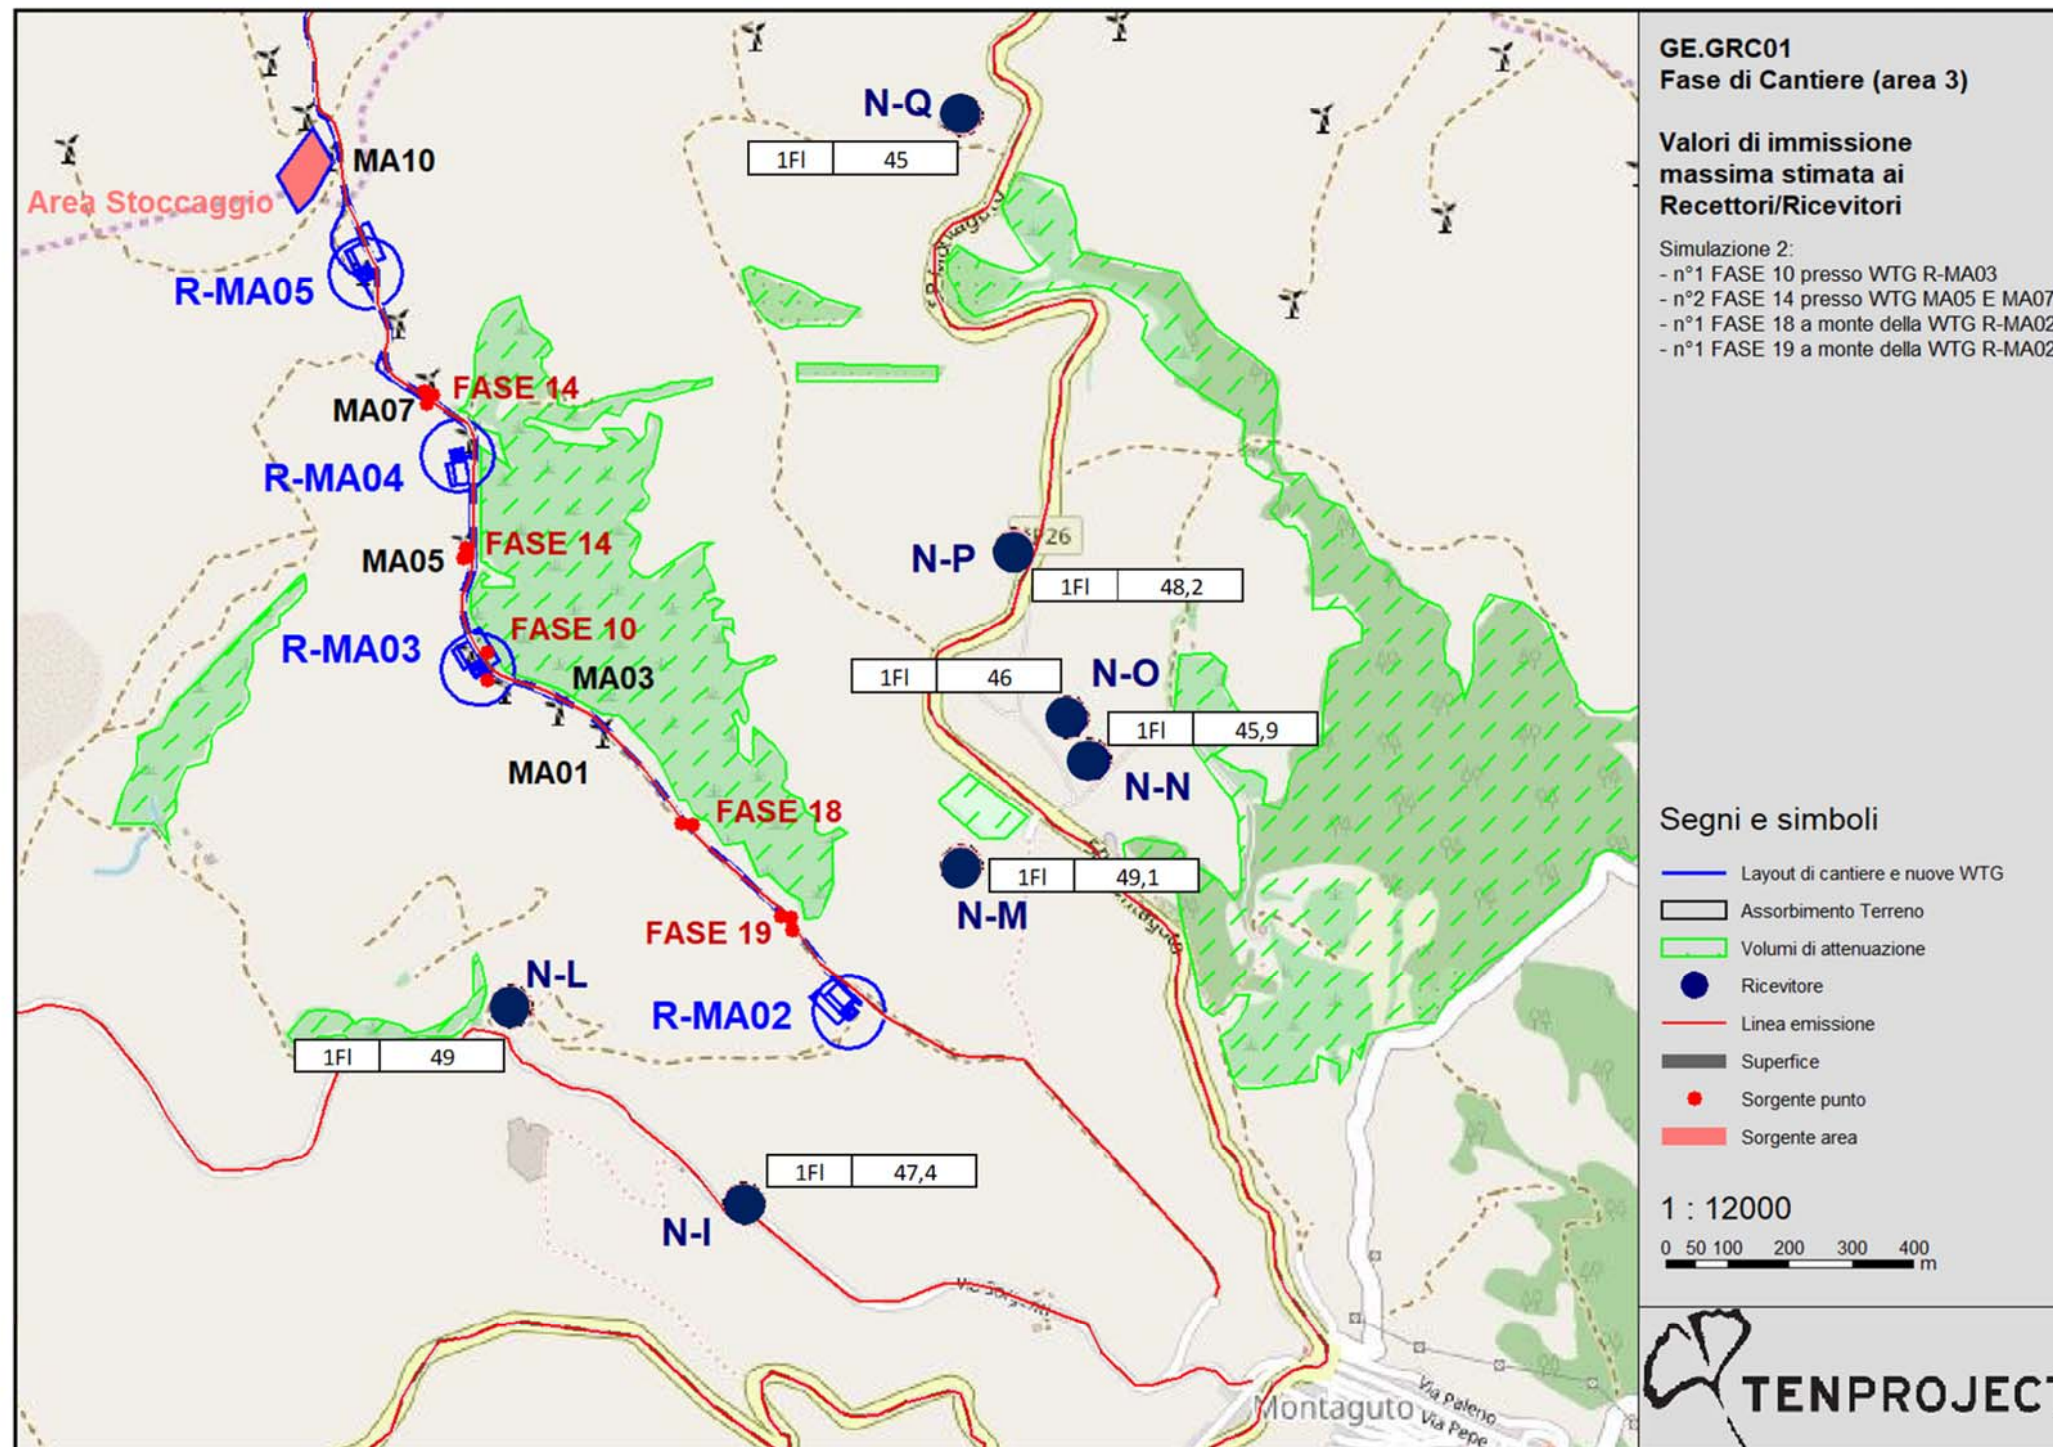 GE.GRC01
Fase di Cantiere (area 3)
Valori di immissione
massima stimata ai
Recettori/Ricevitori
Simulazione 2:
- n°1 FASE 10 presso WTG R-MA03
- n°2 FASE 14 presso WTG MA05 E MA07
- n°1 FASE 18 a monte della WTG R-MA02
- n°1 FASE 19 a monte della WTG R-MA02
N-Q
1Fl 45
MA10
Area Stoccaggio
R-MA05
FASE 14
MA07
R-MA04
FASE 14
MA05
N-P
1Fl 48,2
FASE 10
R-MA03
MA03
1Fl 46
N-O
1Fl 45,9
MA01
N-N
FASE 18
1Fl 49,1
N-M
FASE 19
N-L
R-MA02
1Fl 49
1Fl 47,4
N-I
Montaguto
Via Paleno
Via Pepe
Segni e simboli
Layout di cantiere e nuove WTG
Assorbimento Terreno
Volumi di attenuazione
Ricevitore
Linea emissione
Superfice
Sorgente punto
Sorgente area
1 : 12000
0 50 100 200 300 400
m
TENPROJECT